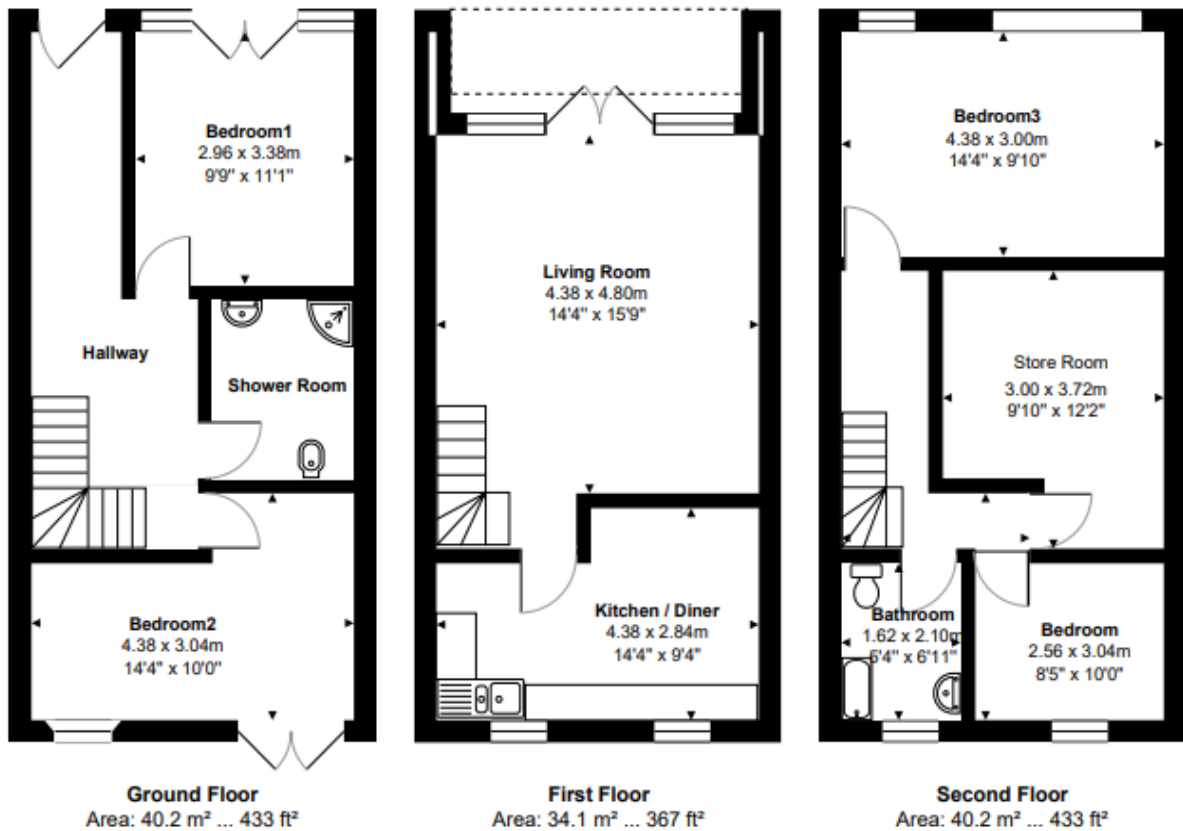 Bedroom1
2.96 x 3.38m
9'9" x 11'1"
Hallway
Shower Room
Bedroom2
4.38 x 3.04m
14'4" x 10'0"
Ground Floor
Area: 40.2 m² ... 433 ft²
Living Room
4.38 x 4.80m
14'4" x 15'9"
Kitchen / Diner
4.38 x 2.84m
14'4" x 9'4"
First Floor
Area: 34.1 m² ... 367 ft²
Bedroom3
4.38 x 3.00m
14'4" x 9'10"
Store Room
3.00 x 3.72m
9'10" x 12'2"
Bathroom
1.62 x 2.10m
6'4" x 6'11"
Bedroom
2.56 x 3.04m
8'5" x 10'0"
Second Floor
Area: 40.2 m² ... 433 ft²